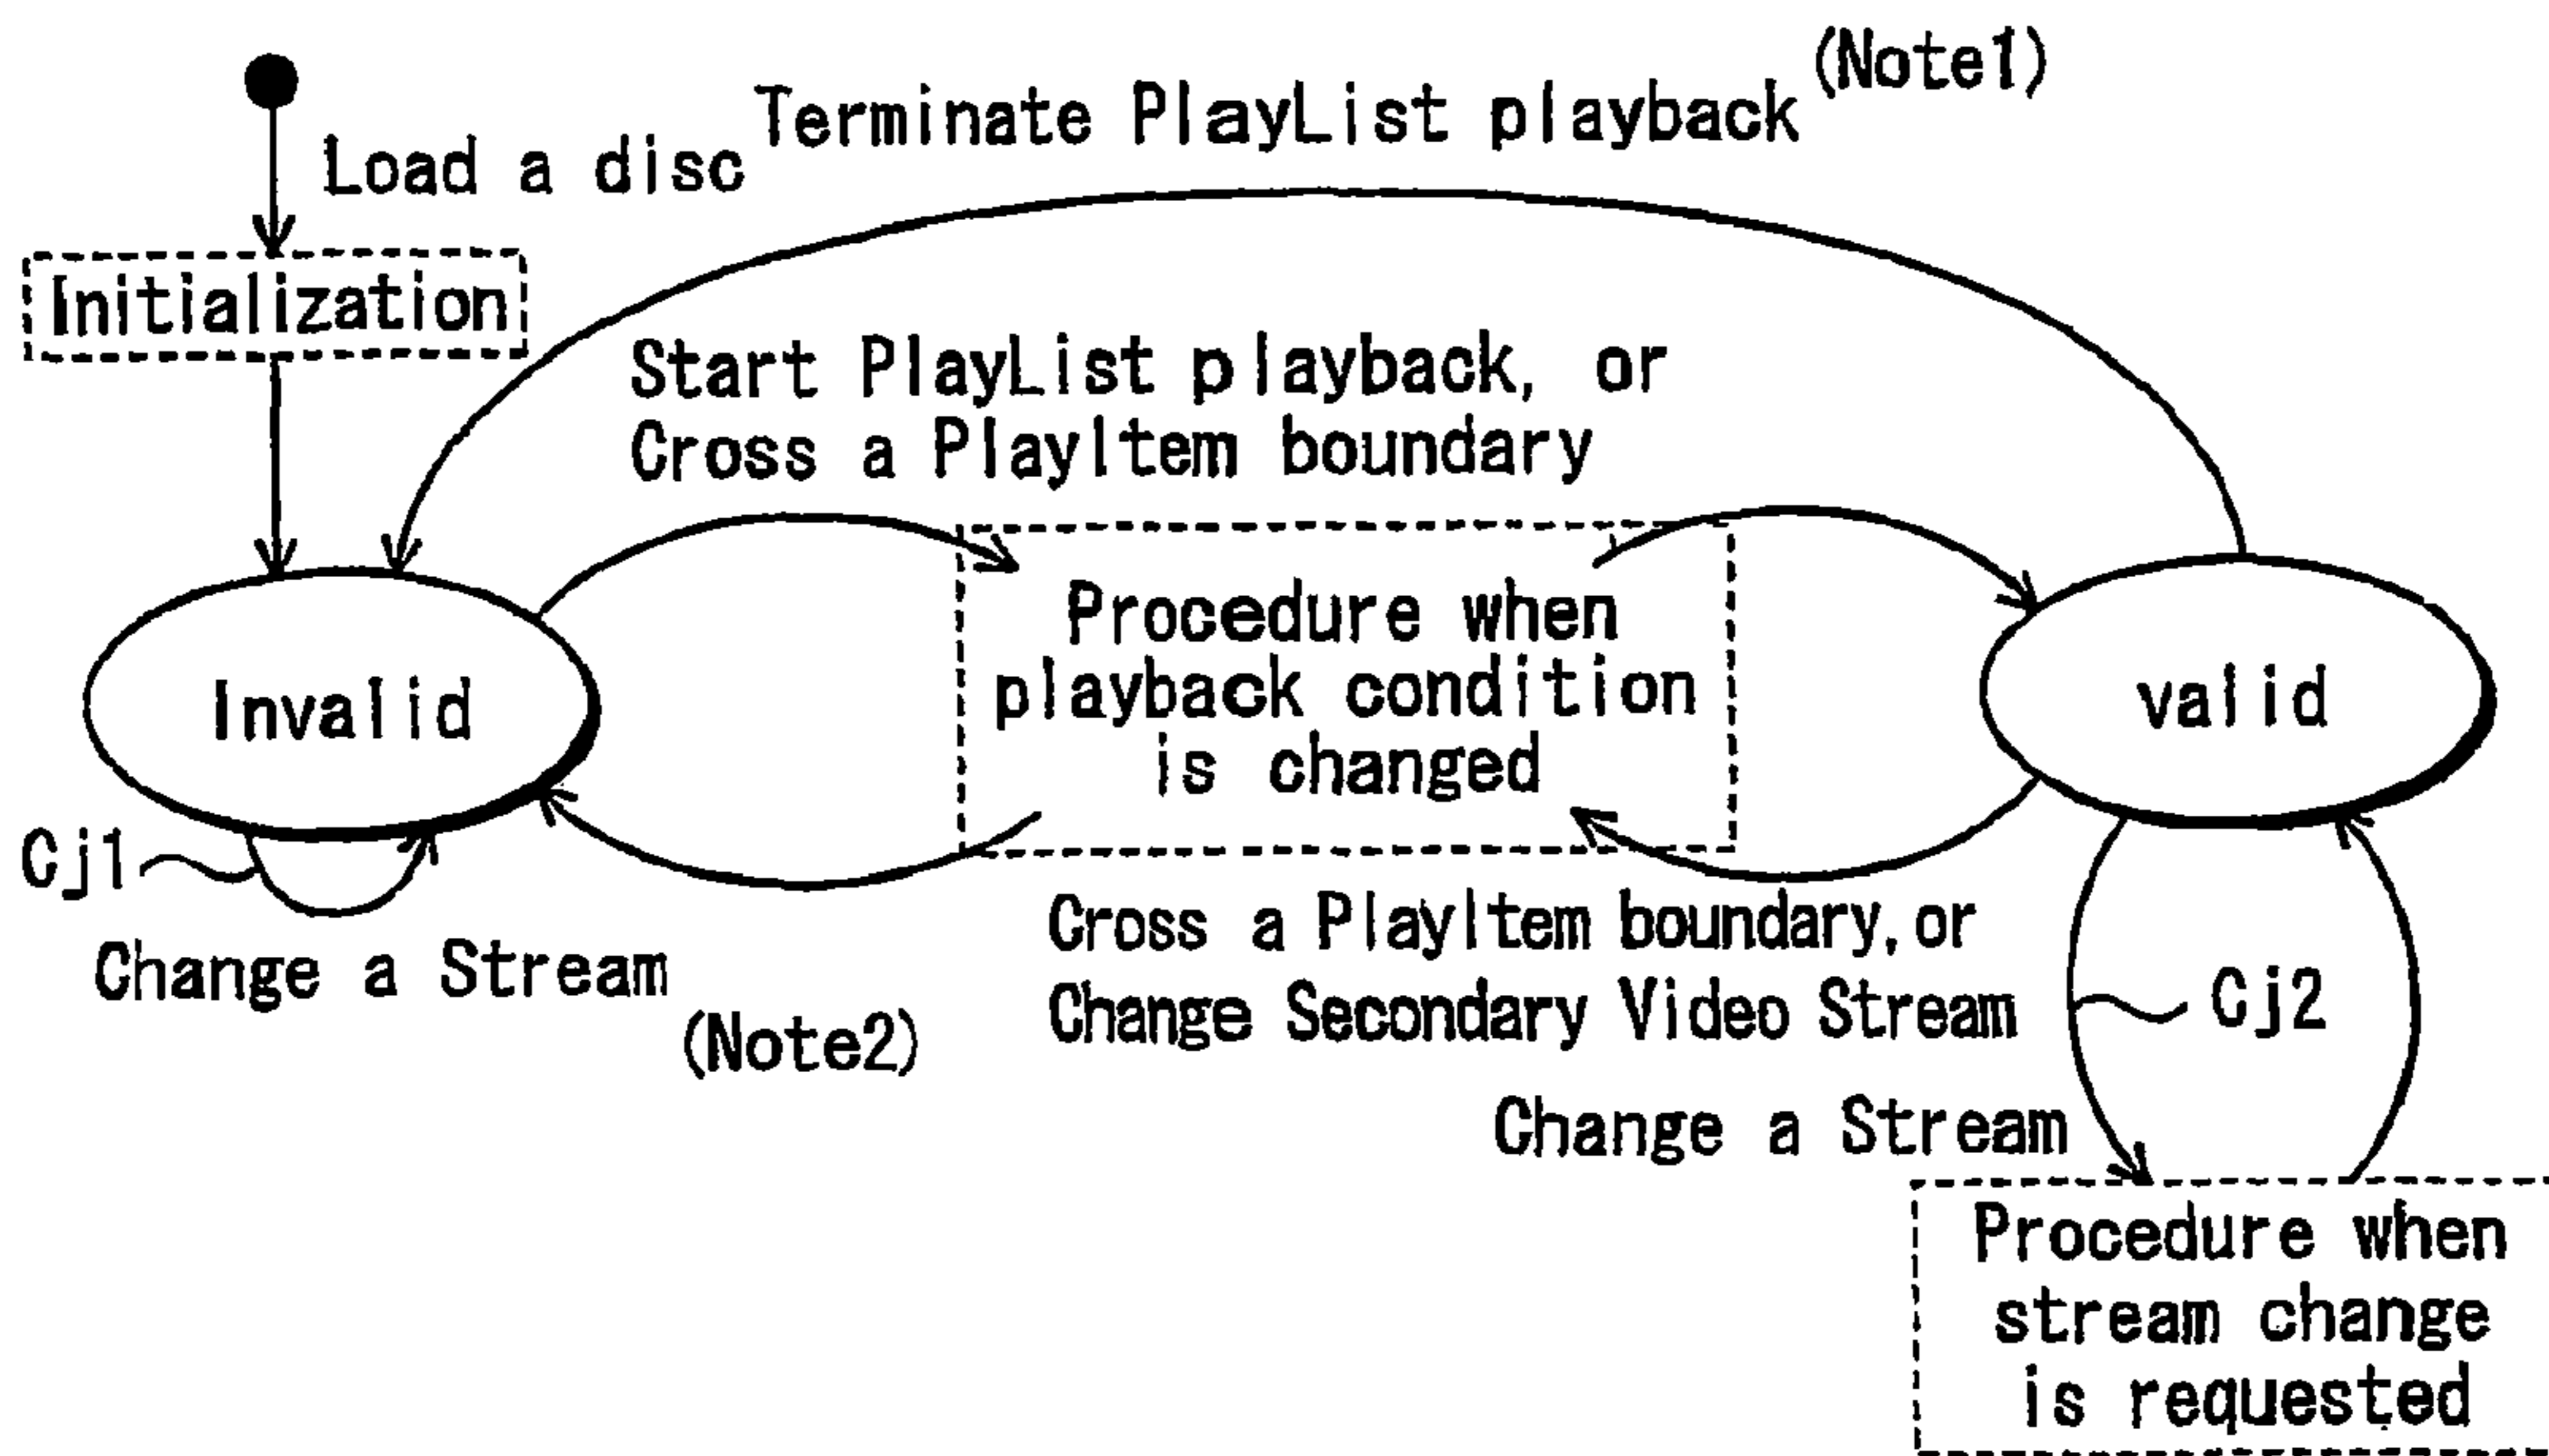 (Note1)
Terminate PlayList playback
Load a disc
Initialization
Start PlayList playback, or
Cross a PlayItem boundary
Procedure when
playback condition
is changed
Invalid
valid
Cj1
Change a Stream
(Note2)
Cross a PlayItem boundary, or
Change Secondary Video Stream
Cj2
Change a Stream
Procedure when
stream change
is requested